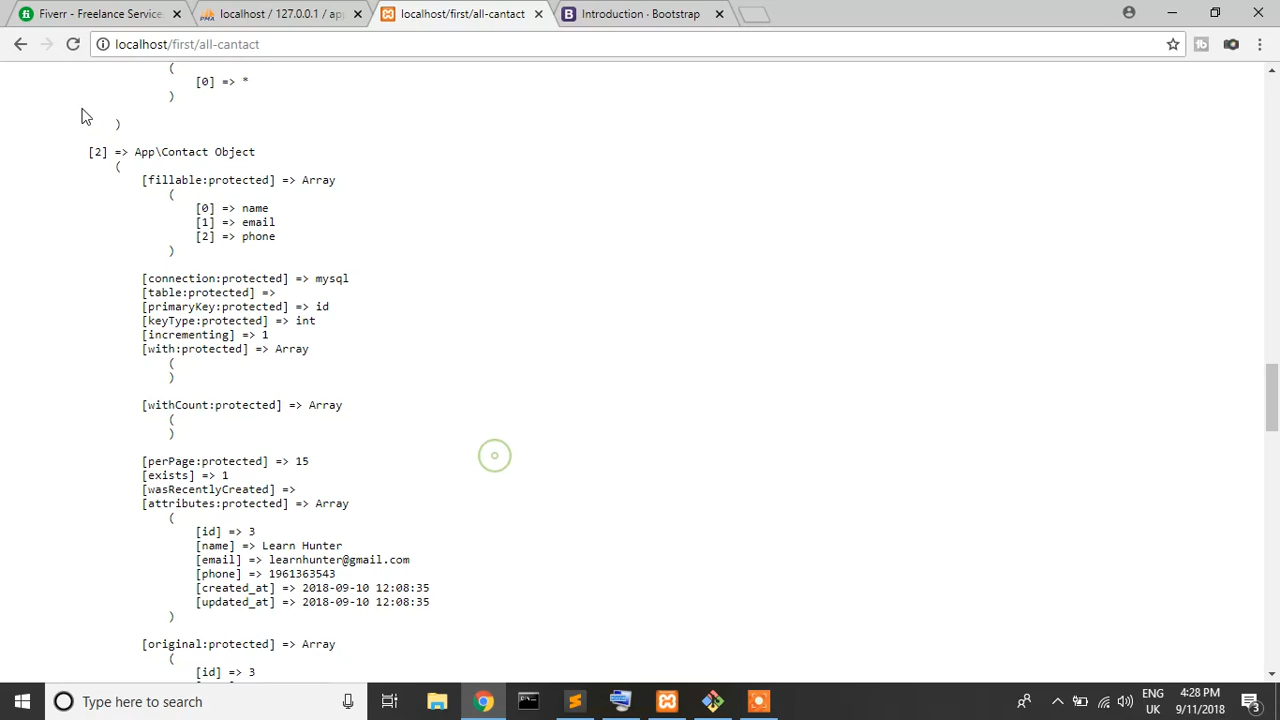 Fiverr - Freelance Service
localhost / 127.0.0.1 / app
localhost/first/all-cantact
Introduction · Bootstrap
localhost/first/all-cantact
(
[0] => *
)
)
[2] => App\Contact Object
(
[fillable:protected] => Array
(
[0] => name
[1] => email
[2] => phone
)
[connection:protected] => mysql
[table:protected] =>
[primaryKey:protected] => id
[keyType:protected] => int
[incrementing] => 1
[with:protected] => Array
(
)
[withCount:protected] => Array
(
)
[perPage:protected] => 15
[exists] => 1
[wasRecentlyCreated] =>
[attributes:protected] => Array
(
[id] => 3
[name] => Learn Hunter
[email] => learnhunter@gmail.com
[phone] => 1961363543
[created_at] => 2018-09-10 12:08:35
[updated_at] => 2018-09-10 12:08:35
)
[original:protected] => Array
(
[id] => 3
Type here to search
ENG
UK
4:28 PM
9/11/2018
3